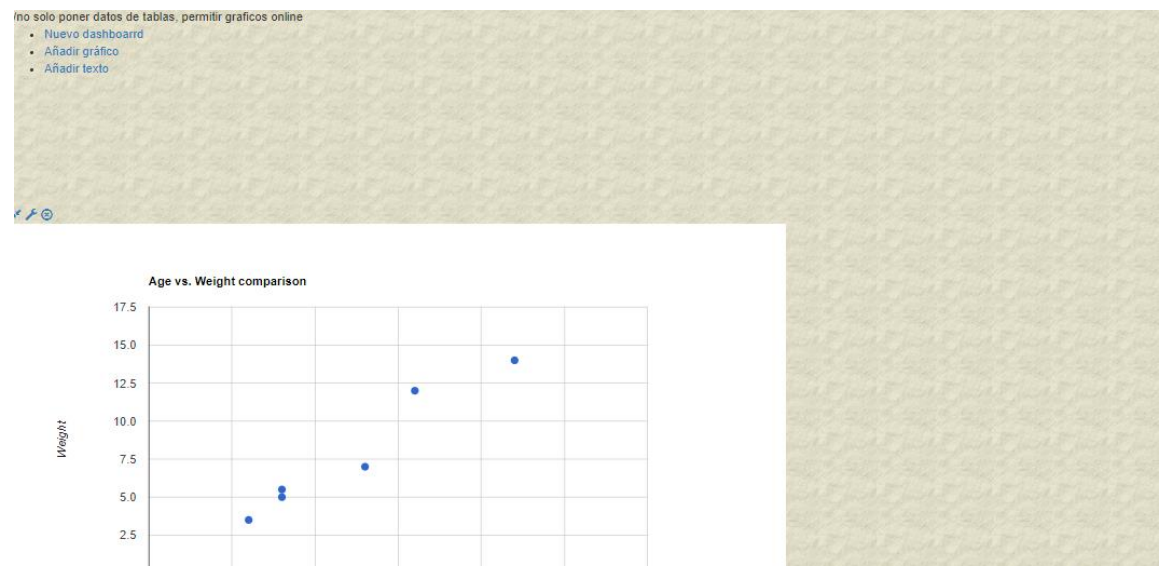 /no solo poner datos de tablas, permitir graficos online
Nuevo dashboarrd
Añadir gráfico
Añadir texto
Age vs. Weight comparison
17.5
15.0
12.5
10.0
7.5
5.0
2.5
Weight